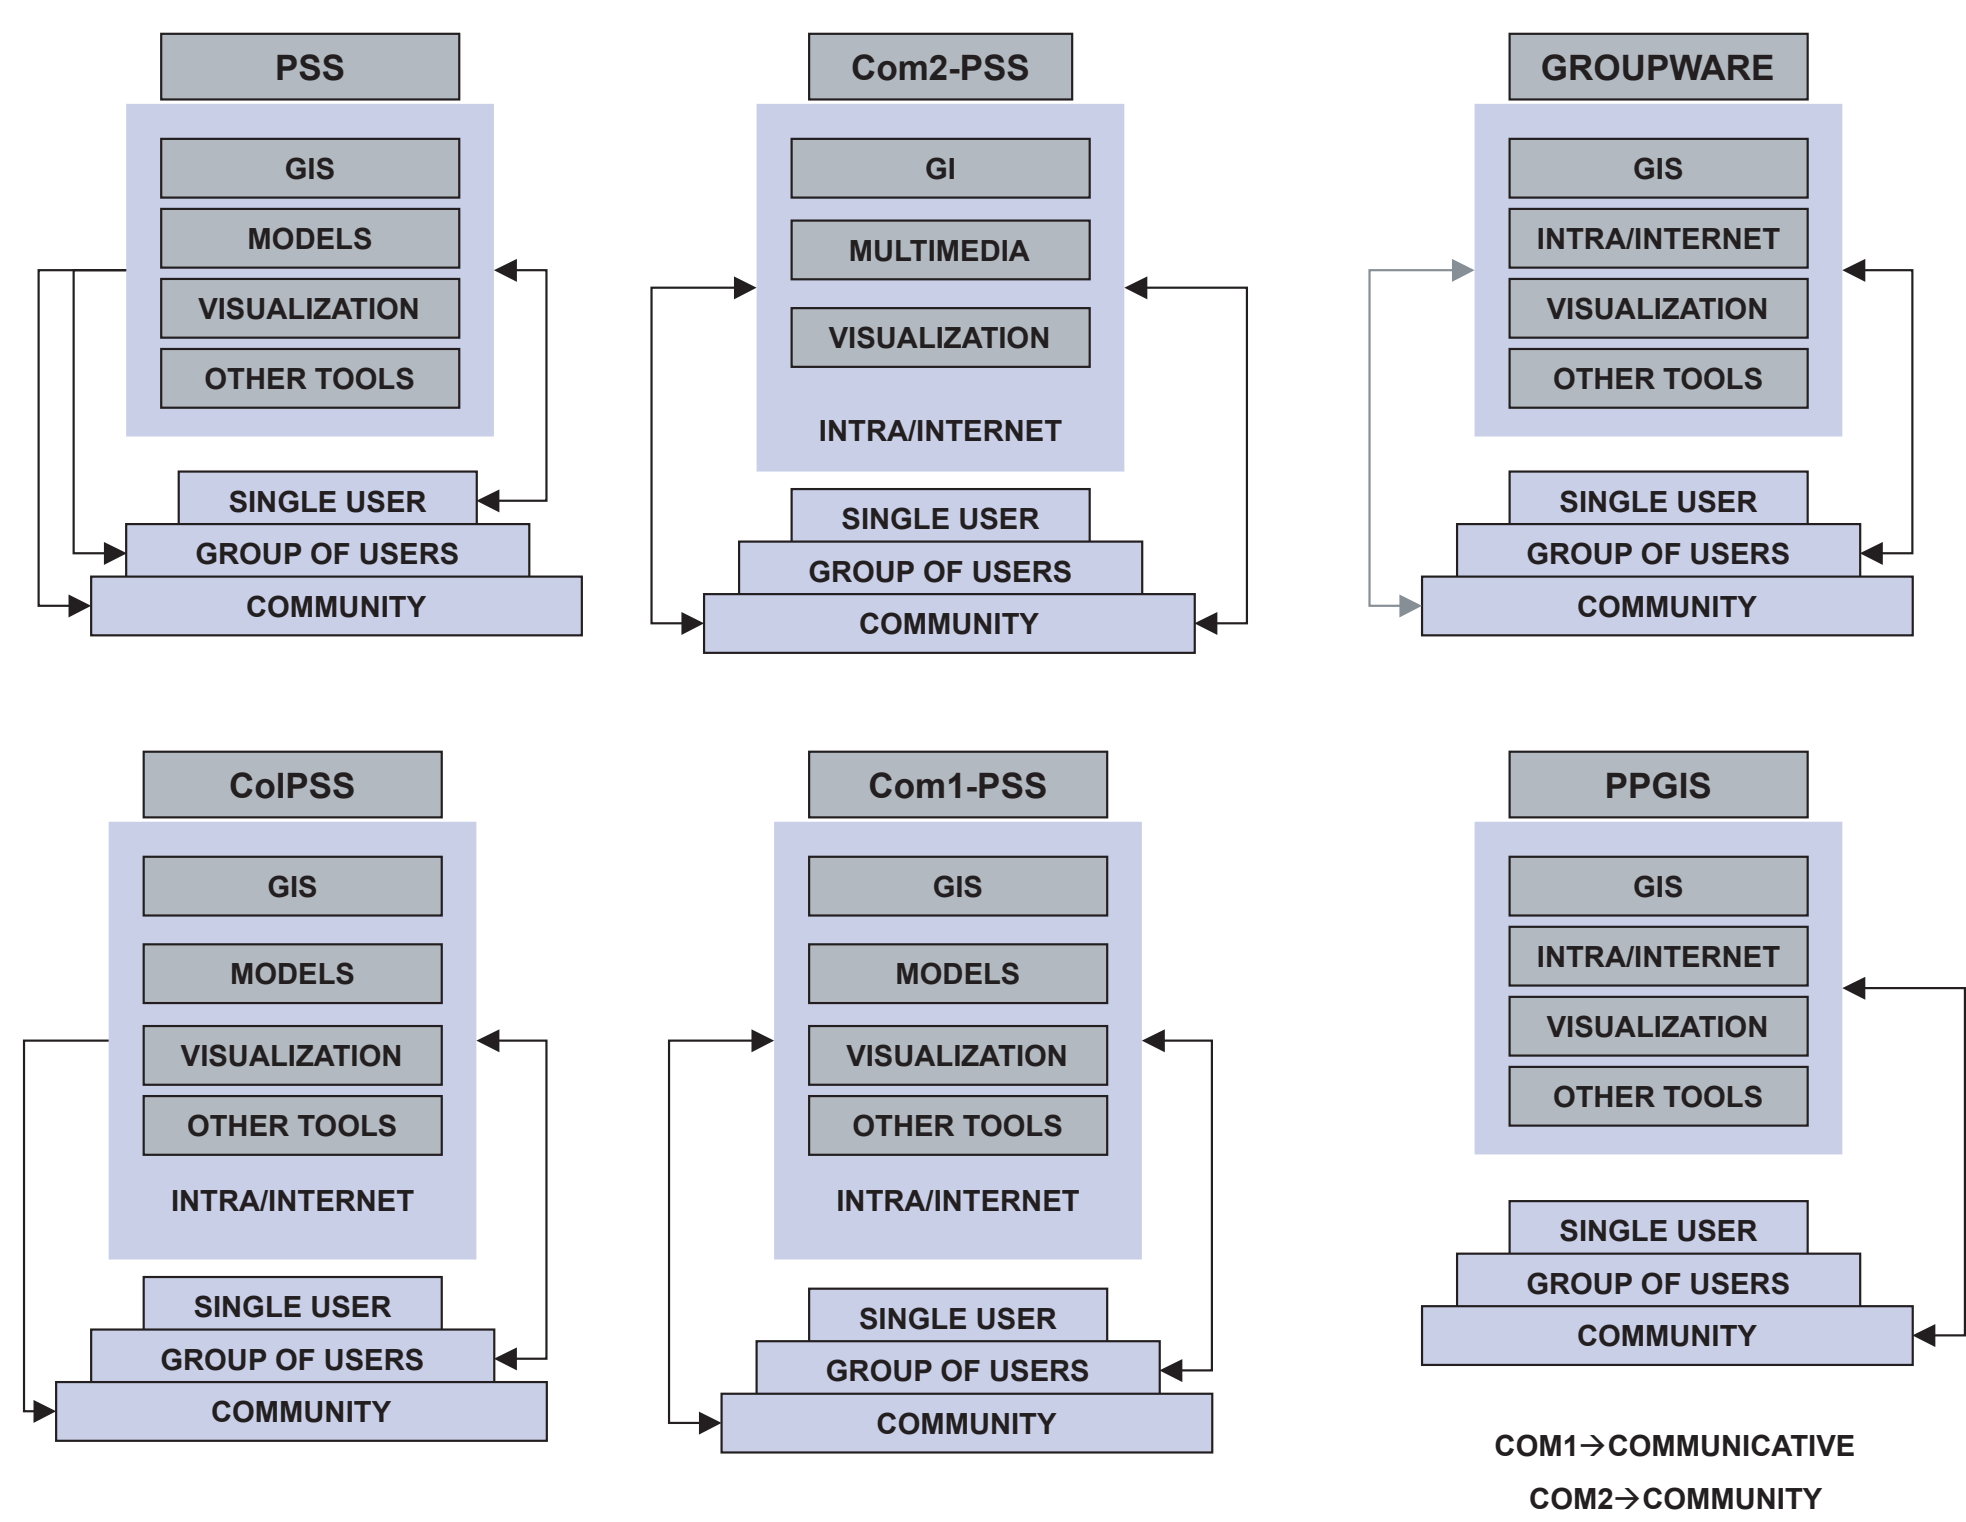 PSS
GIS
MODELS
VISUALIZATION
OTHER TOOLS
SINGLE USER
GROUP OF USERS
COMMUNITY
Com2-PSS
GI
MULTIMEDIA
VISUALIZATION
INTRA/INTERNET
SINGLE USER
GROUP OF USERS
COMMUNITY
GROUPWARE
GIS
INTRA/INTERNET
VISUALIZATION
OTHER TOOLS
SINGLE USER
GROUP OF USERS
COMMUNITY
ColPSS
GIS
MODELS
VISUALIZATION
OTHER TOOLS
INTRA/INTERNET
SINGLE USER
GROUP OF USERS
COMMUNITY
Com1-PSS
GIS
MODELS
VISUALIZATION
OTHER TOOLS
INTRA/INTERNET
SINGLE USER
GROUP OF USERS
COMMUNITY
PPGIS
GIS
INTRA/INTERNET
VISUALIZATION
OTHER TOOLS
SINGLE USER
GROUP OF USERS
COMMUNITY
COM1→COMMUNICATIVE
COM2→COMMUNITY